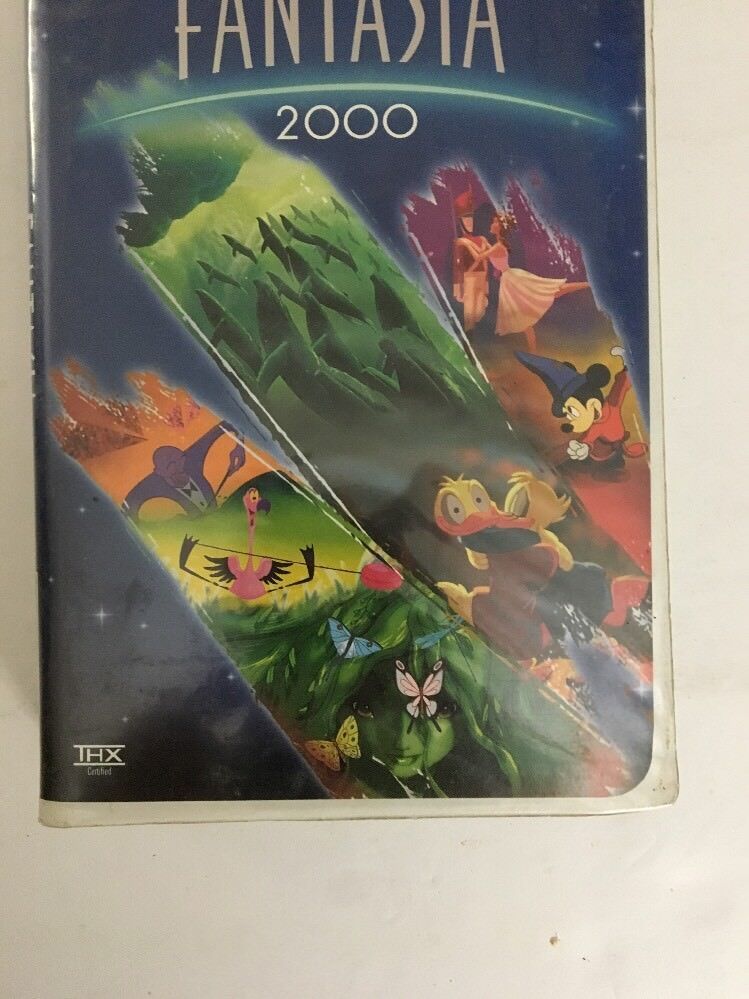 FANTASIA
2000
THX
Certified